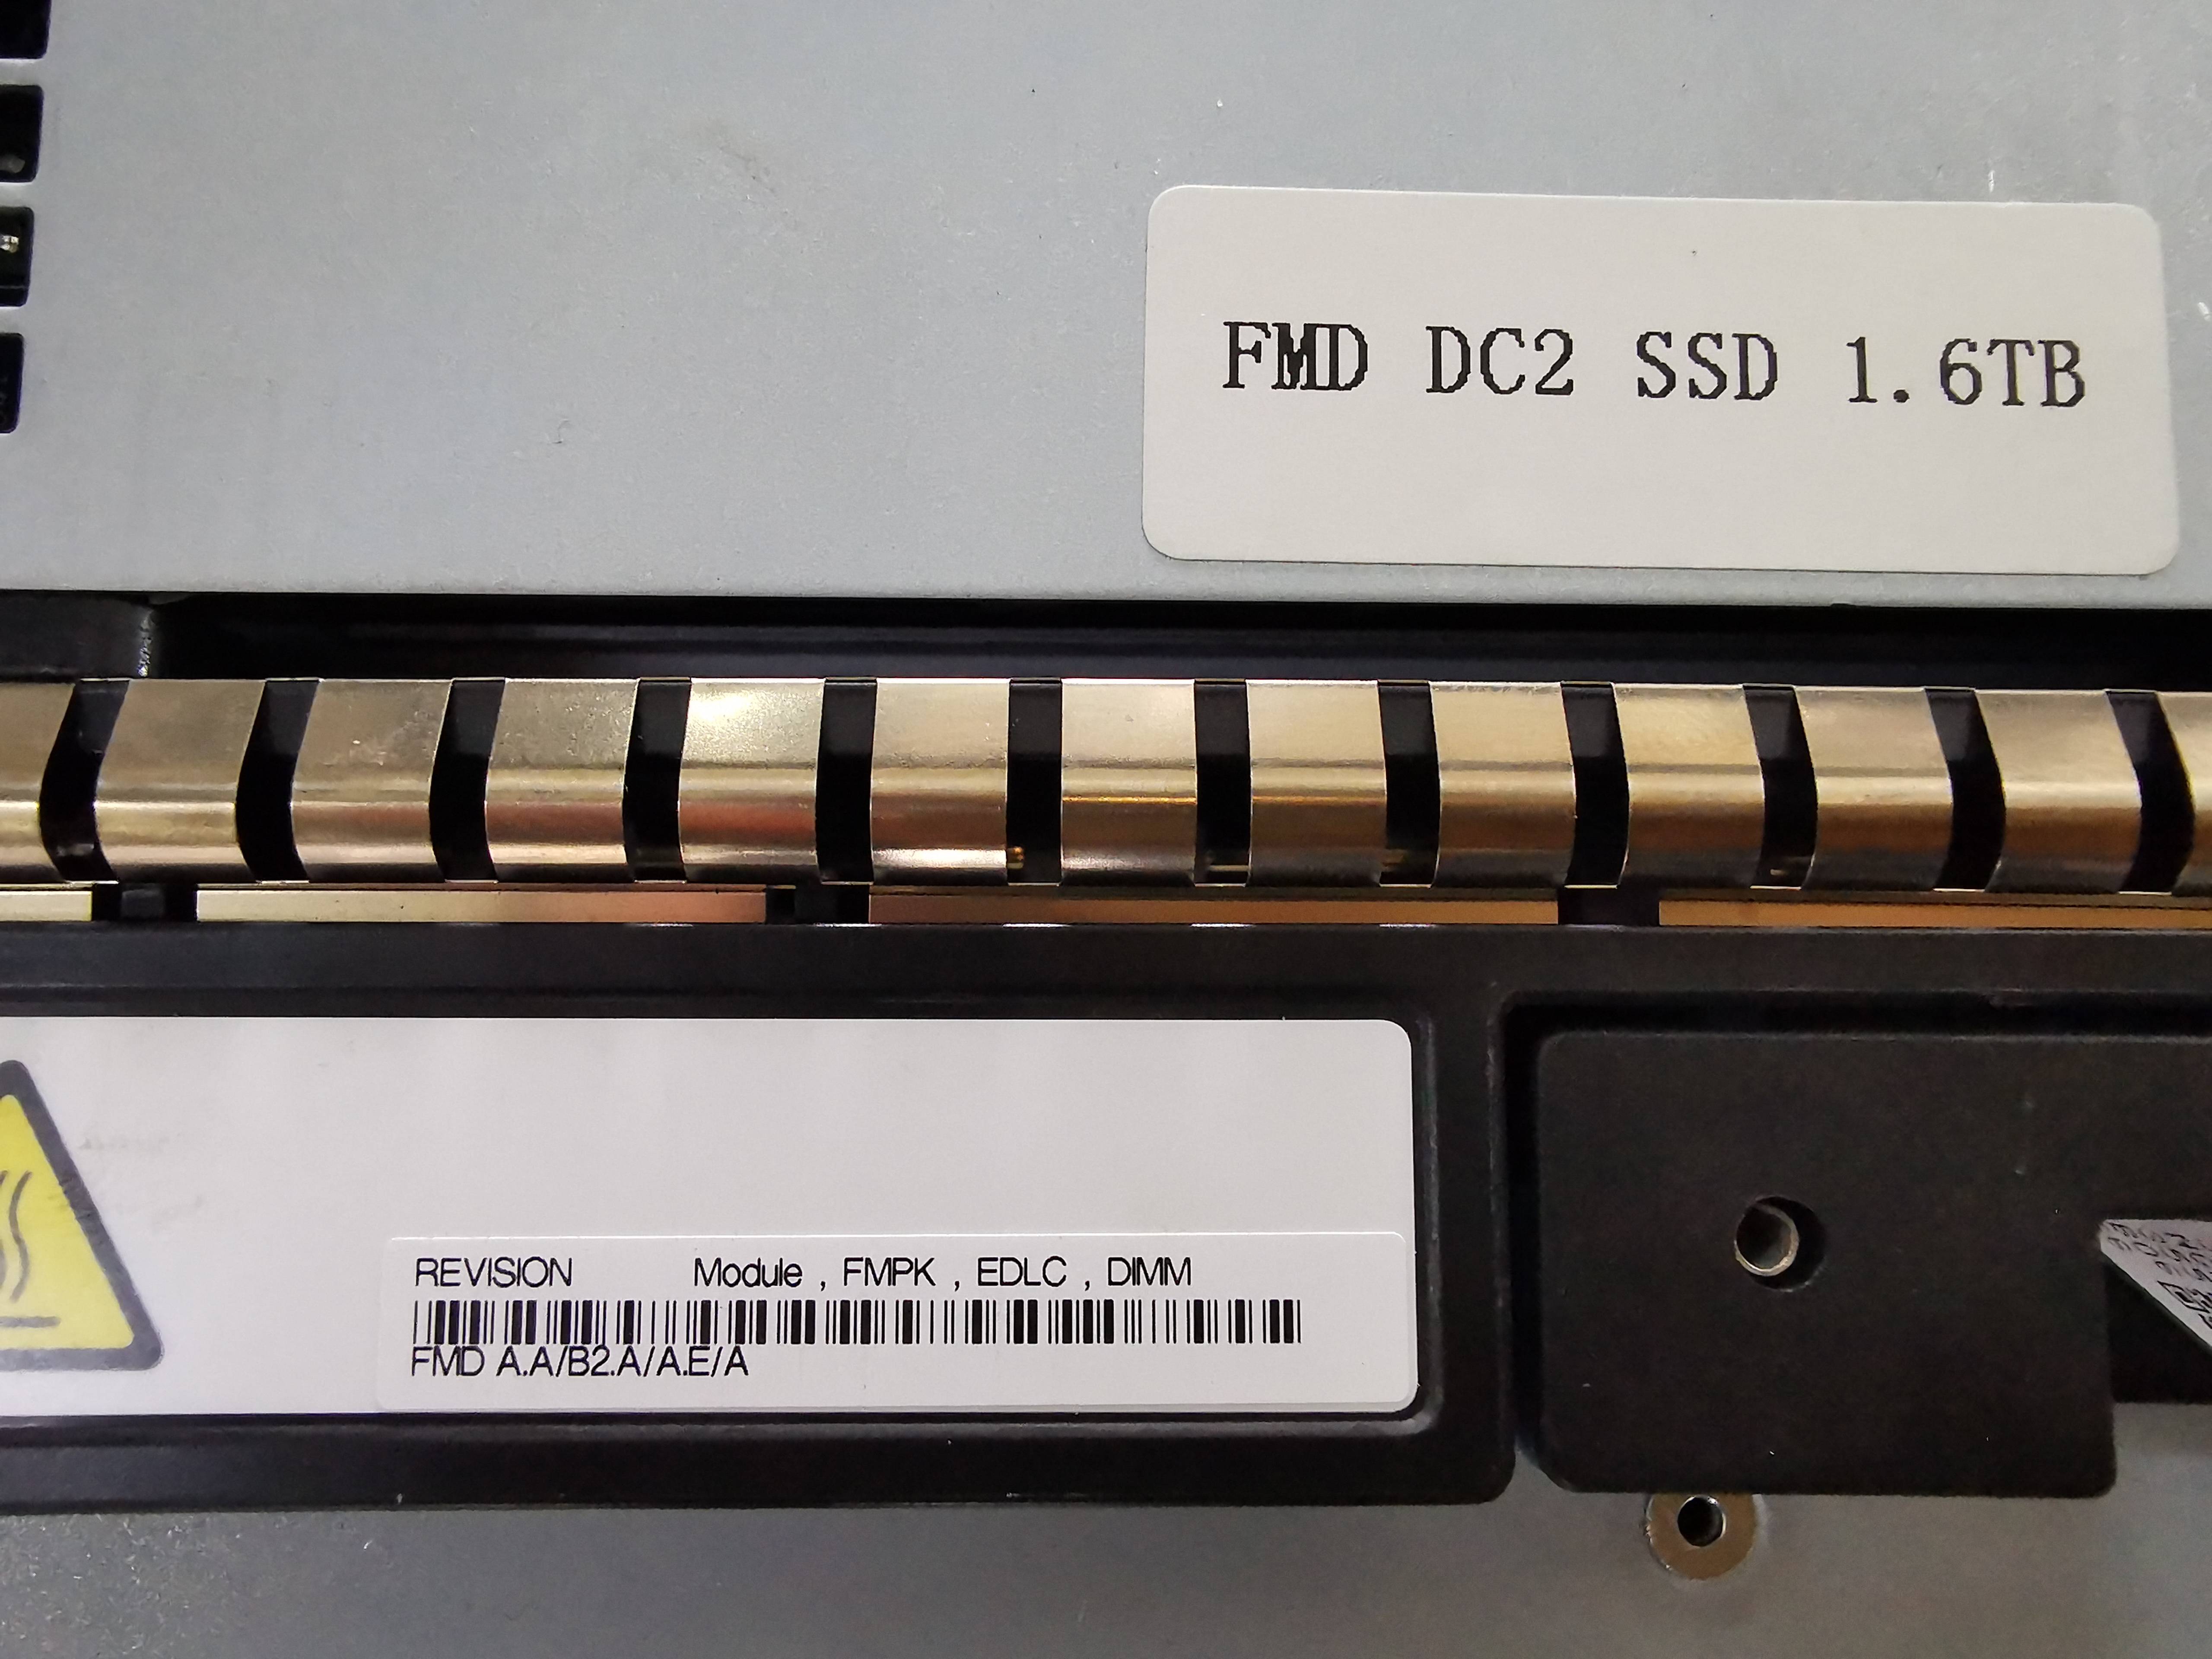 FMD DC2 SSD 1.6TB
REVISION Module , FMPK , EDLC , DIMM
FMD A.A/B2.A/A.E/A